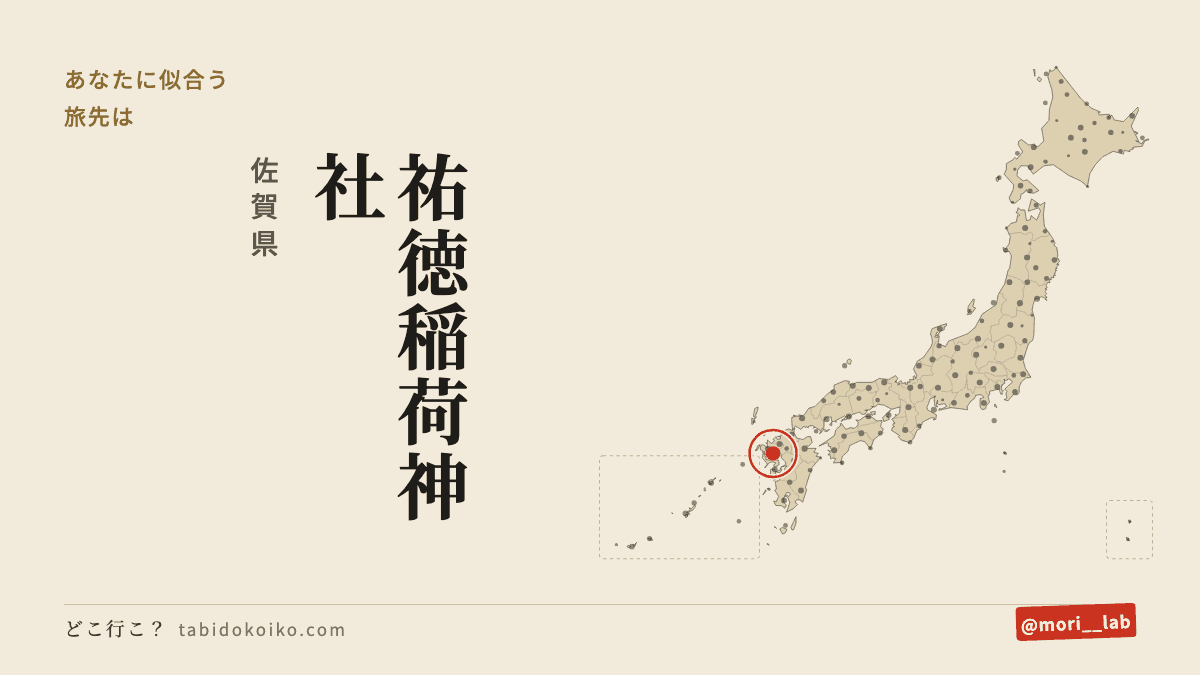 あなたに似合う
旅先は
祐徳稲荷神
社
佐賀県
どこ行こ？ tabidokoiko.com
@mori__lab